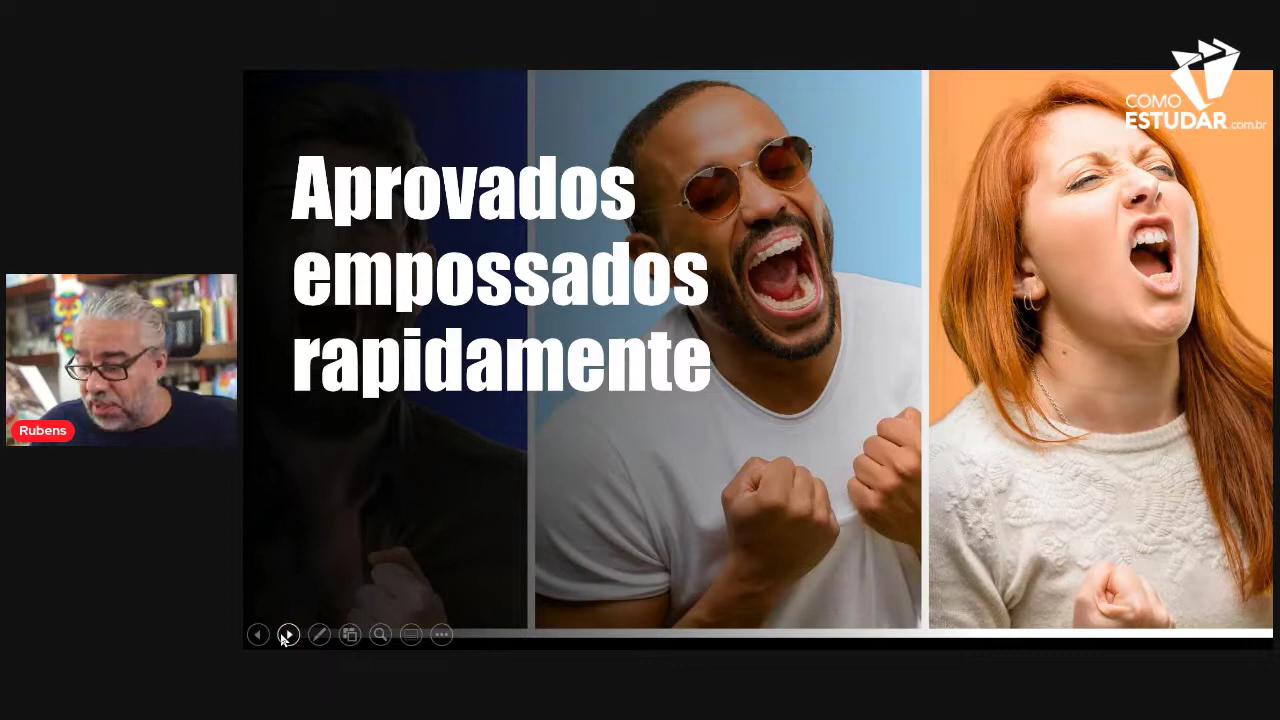 COMO
ESTUDAR.com.br
Aprovados
empossados
rapidamente
Rubens